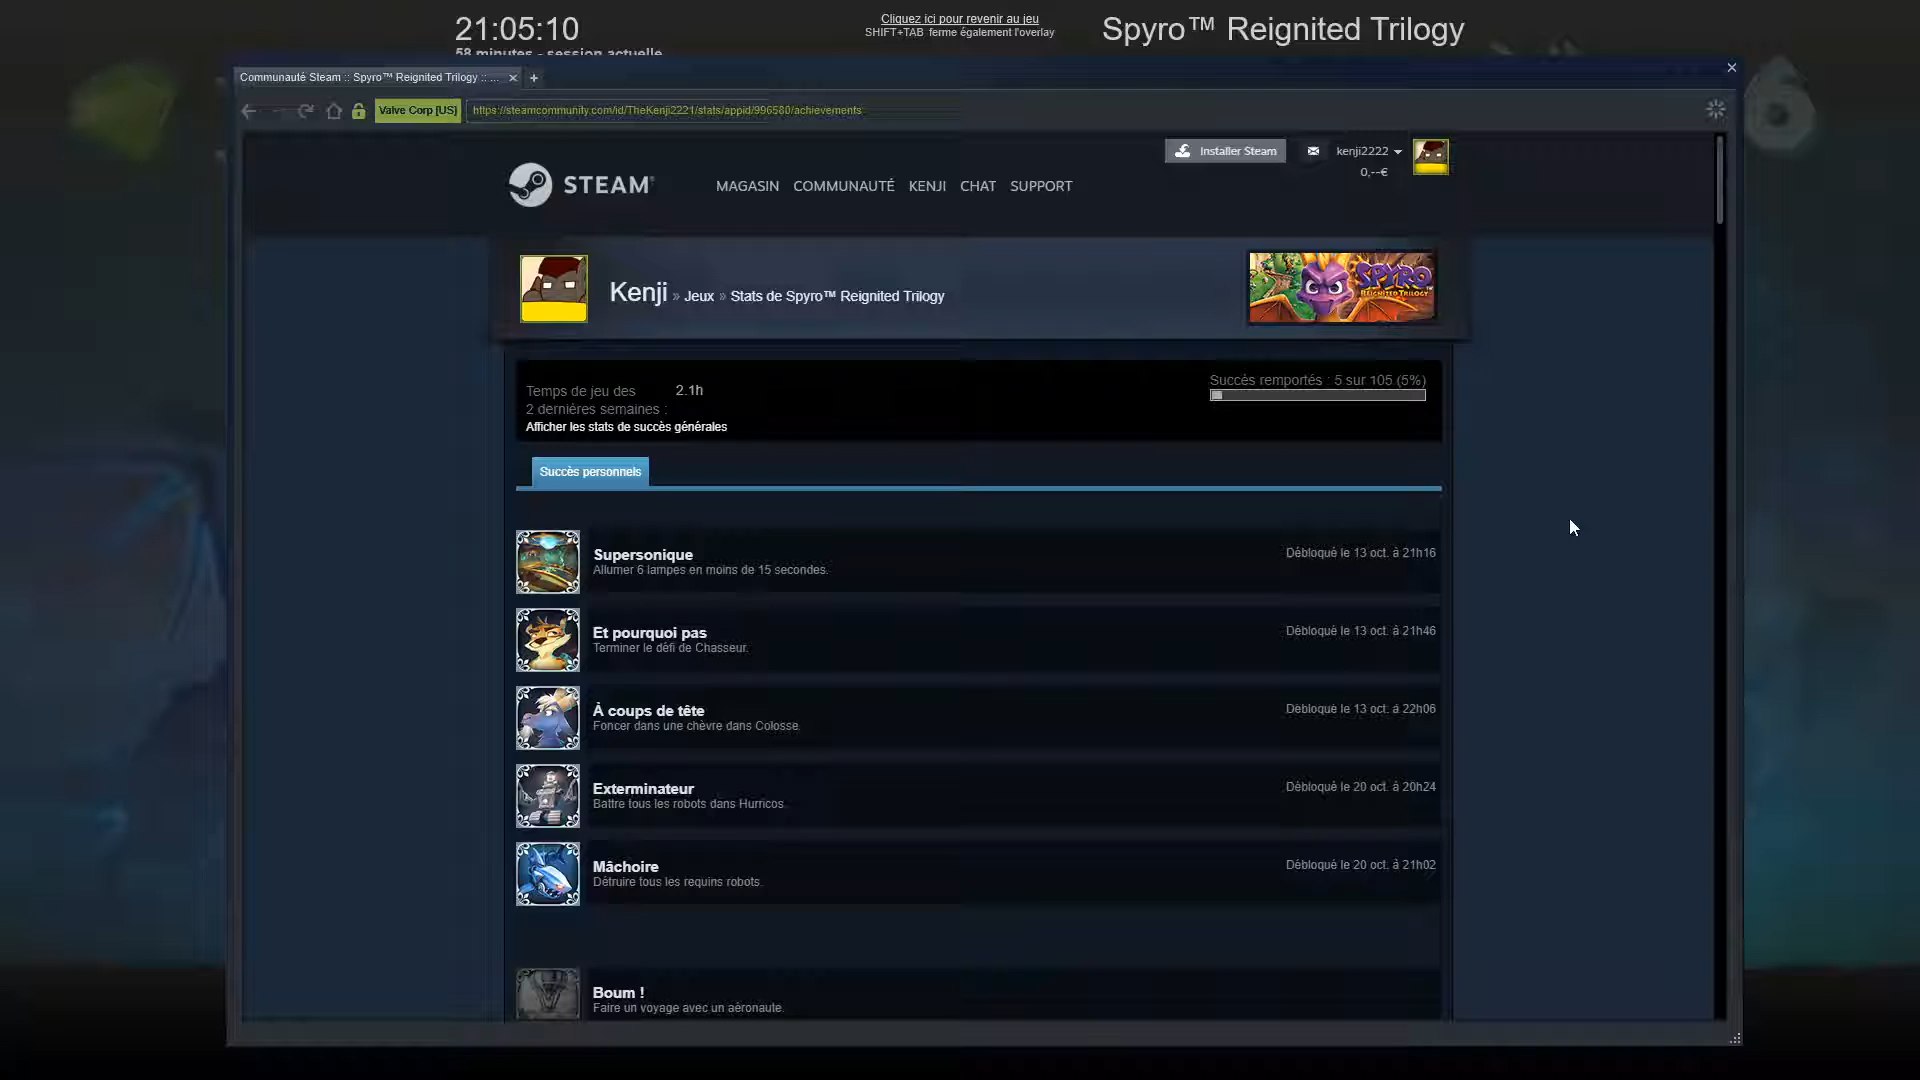 21:05:10
58 minutes - session actuelle
Cliquez ici pour revenir au jeu
SHIFT+TAB ferme également l'overlay
Spyro™ Reignited Trilogy
Communauté Steam :: Spyro™ Reignited Trilogy :: ...
Valve Corp [US]
https://steamcommunity.com/id/TheKenji2221/stats/appid/996580/achievements
Installer Steam
kenji2222
0,--€
STEAM
MAGASIN COMMUNAUTÉ KENJI CHAT SUPPORT
Kenji » Jeux » Stats de Spyro™ Reignited Trilogy
SPYRO
REIGNITED TRILOGY
Temps de jeu des
2 dernières semaines :
2.1h
Succès remportés : 5 sur 105 (5%)
Afficher les stats de succès générales
Succès personnels
Supersonique
Allumer 6 lampes en moins de 15 secondes.
Débloqué le 13 oct. à 21h16
Et pourquoi pas
Terminer le défi de Chasseur.
Débloqué le 13 oct. à 21h46
À coups de tête
Foncer dans une chèvre dans Colosse.
Débloqué le 13 oct. à 22h06
Exterminateur
Battre tous les robots dans Hurricos
Débloqué le 20 oct. à 20h24
Mâchoire
Détruire tous les requins robots.
Débloqué le 20 oct. à 21h02
Boum !
Faire un voyage avec un aéronaute.